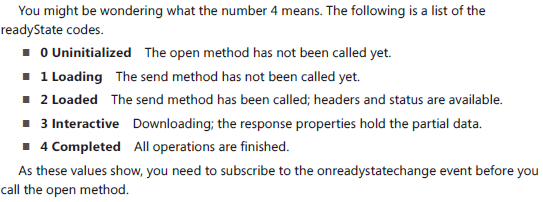 You might be wondering what the number 4 means. The following is a list of the
readyState codes.
■ 0 Uninitialized The open method has not been called yet.
■ 1 Loading The send method has not been called yet.
■ 2 Loaded The send method has been called; headers and status are available.
■ 3 Interactive Downloading; the response properties hold the partial data.
■ 4 Completed All operations are finished.
As these values show, you need to subscribe to the onreadystatechange event before you
call the open method.